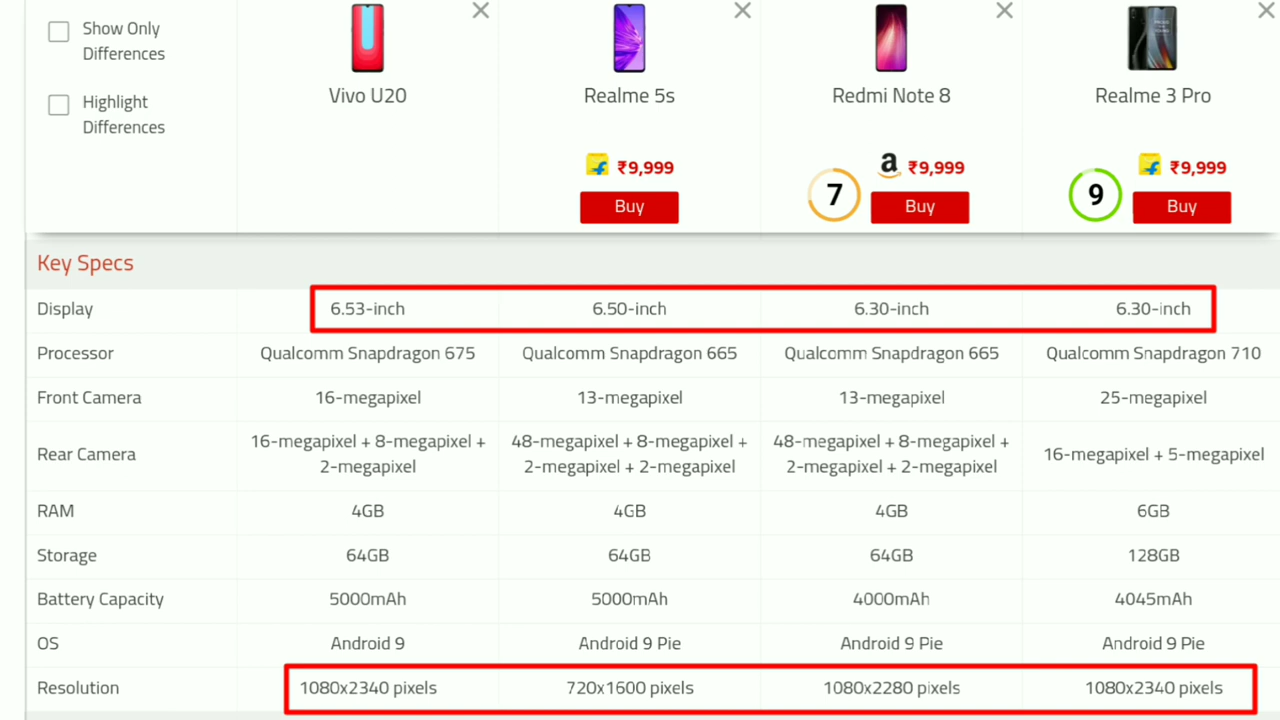 Show Only
Differences
Highlight
Differences
Vivo U20
Realme 5s
Redmi Note 8
Realme 3 Pro
₹9,999
Buy
7
a ₹9,999
Buy
9
₹9,999
Buy
Key Specs
Display 6.53-inch 6.50-inch 6.30-inch 6.30-inch
Processor Qualcomm Snapdragon 675 Qualcomm Snapdragon 665 Qualcomm Snapdragon 665 Qualcomm Snapdragon 710
Front Camera 16-megapixel 13-megapixel 13-megapixel 25-megapixel
Rear Camera
16-megapixel + 8-megapixel +
2-megapixel
48-megapixel + 8-megapixel +
2-megapixel + 2-megapixel
48-megapixel + 8-megapixel +
2-megapixel + 2-megapixel
16-megapixel + 5-megapixel
RAM 4GB 4GB 4GB 6GB
Storage 64GB 64GB 64GB 128GB
Battery Capacity 5000mAh 5000mAh 4000mAh 4045mAh
OS Android 9 Android 9 Pie Android 9 Pie Android 9 Pie
Resolution 1080x2340 pixels 720x1600 pixels 1080x2280 pixels 1080x2340 pixels